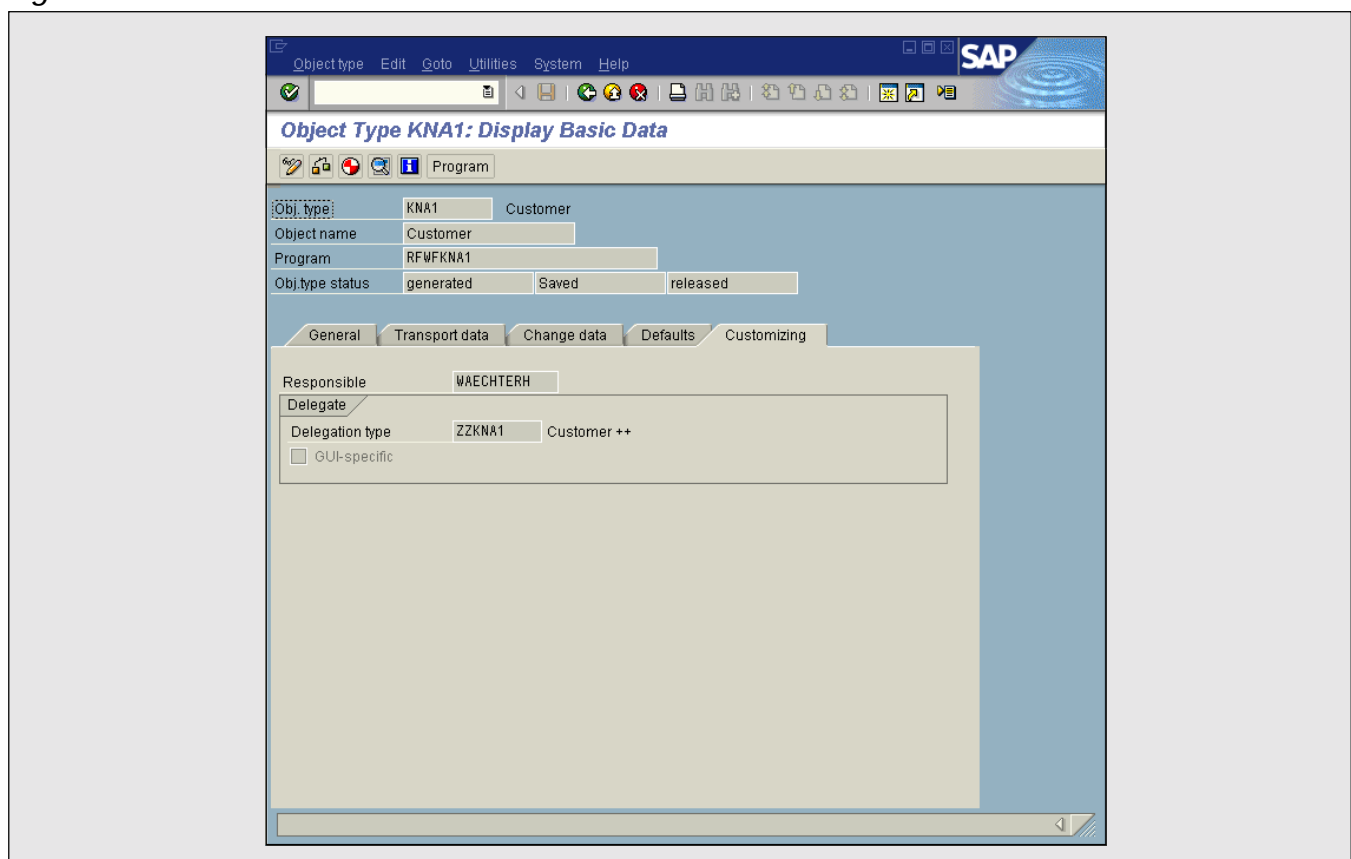 Object type Edit Goto Utilities System Help
SAP
Object Type KNA1: Display Basic Data
Program
Obj. type KNA1 Customer
Object name Customer
Program RFWFKNA1
Obj.type status generated Saved released
General Transport data Change data Defaults Customizing
Responsible WAECHTERH
Delegate
Delegation type ZZKNA1 Customer ++
GUI-specific